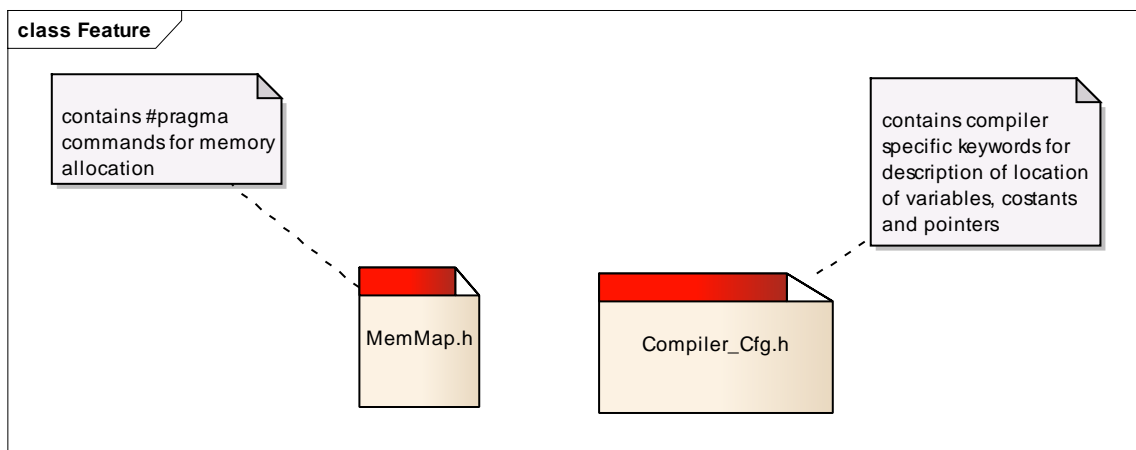 class Feature
contains #pragma
commands for memory
allocation
contains compiler
specific keywords for
description of location
of variables, costants
and pointers
MemMap.h
Compiler_Cfg.h